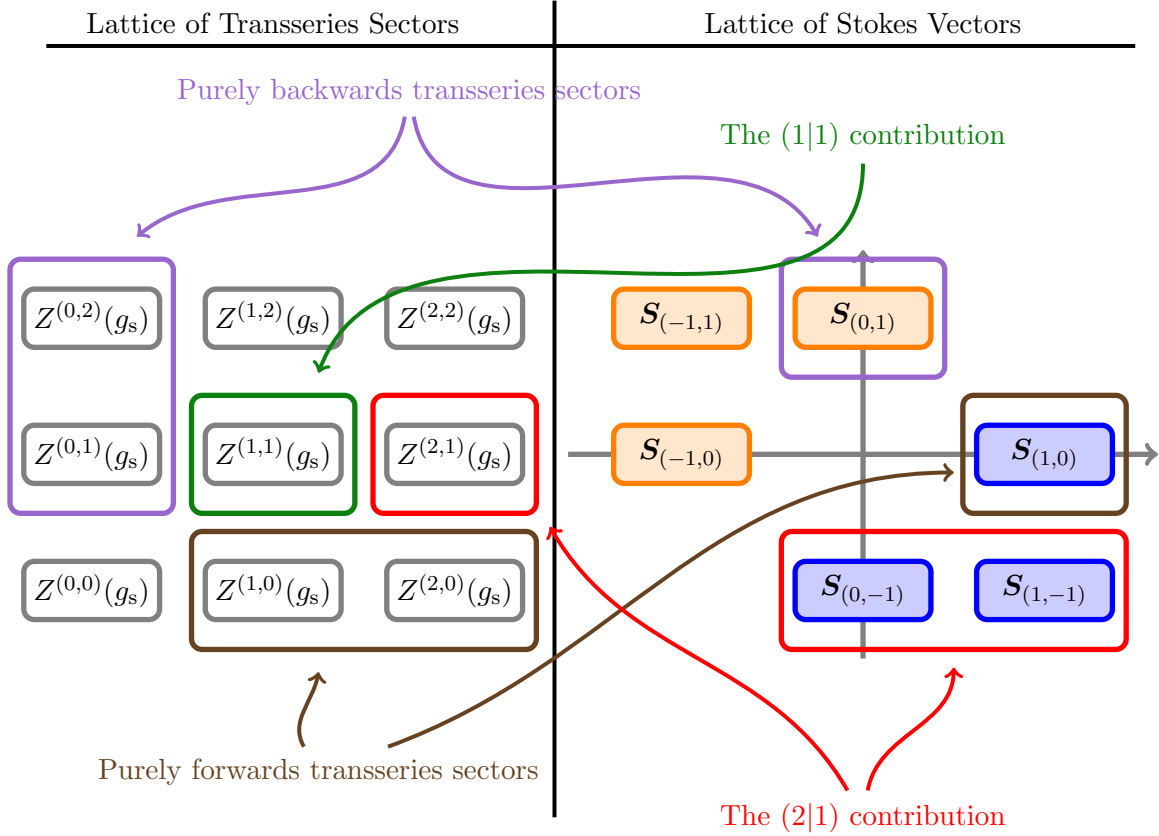 Lattice of Transseries Sectors
Lattice of Stokes Vectors
Purely backwards transseries sectors
The (1|1) contribution
Z^{(0,2)}(g_s)
Z^{(1,2)}(g_s)
Z^{(2,2)}(g_s)
S_{(−1,1)}
S_{(0,1)}
Z^{(0,1)}(g_s)
Z^{(1,1)}(g_s)
Z^{(2,1)}(g_s)
S_{(−1,0)}
S_{(1,0)}
Z^{(0,0)}(g_s)
Z^{(1,0)}(g_s)
Z^{(2,0)}(g_s)
S_{(0,−1)}
S_{(1,−1)}
Purely forwards transseries sectors
The (2|1) contribution